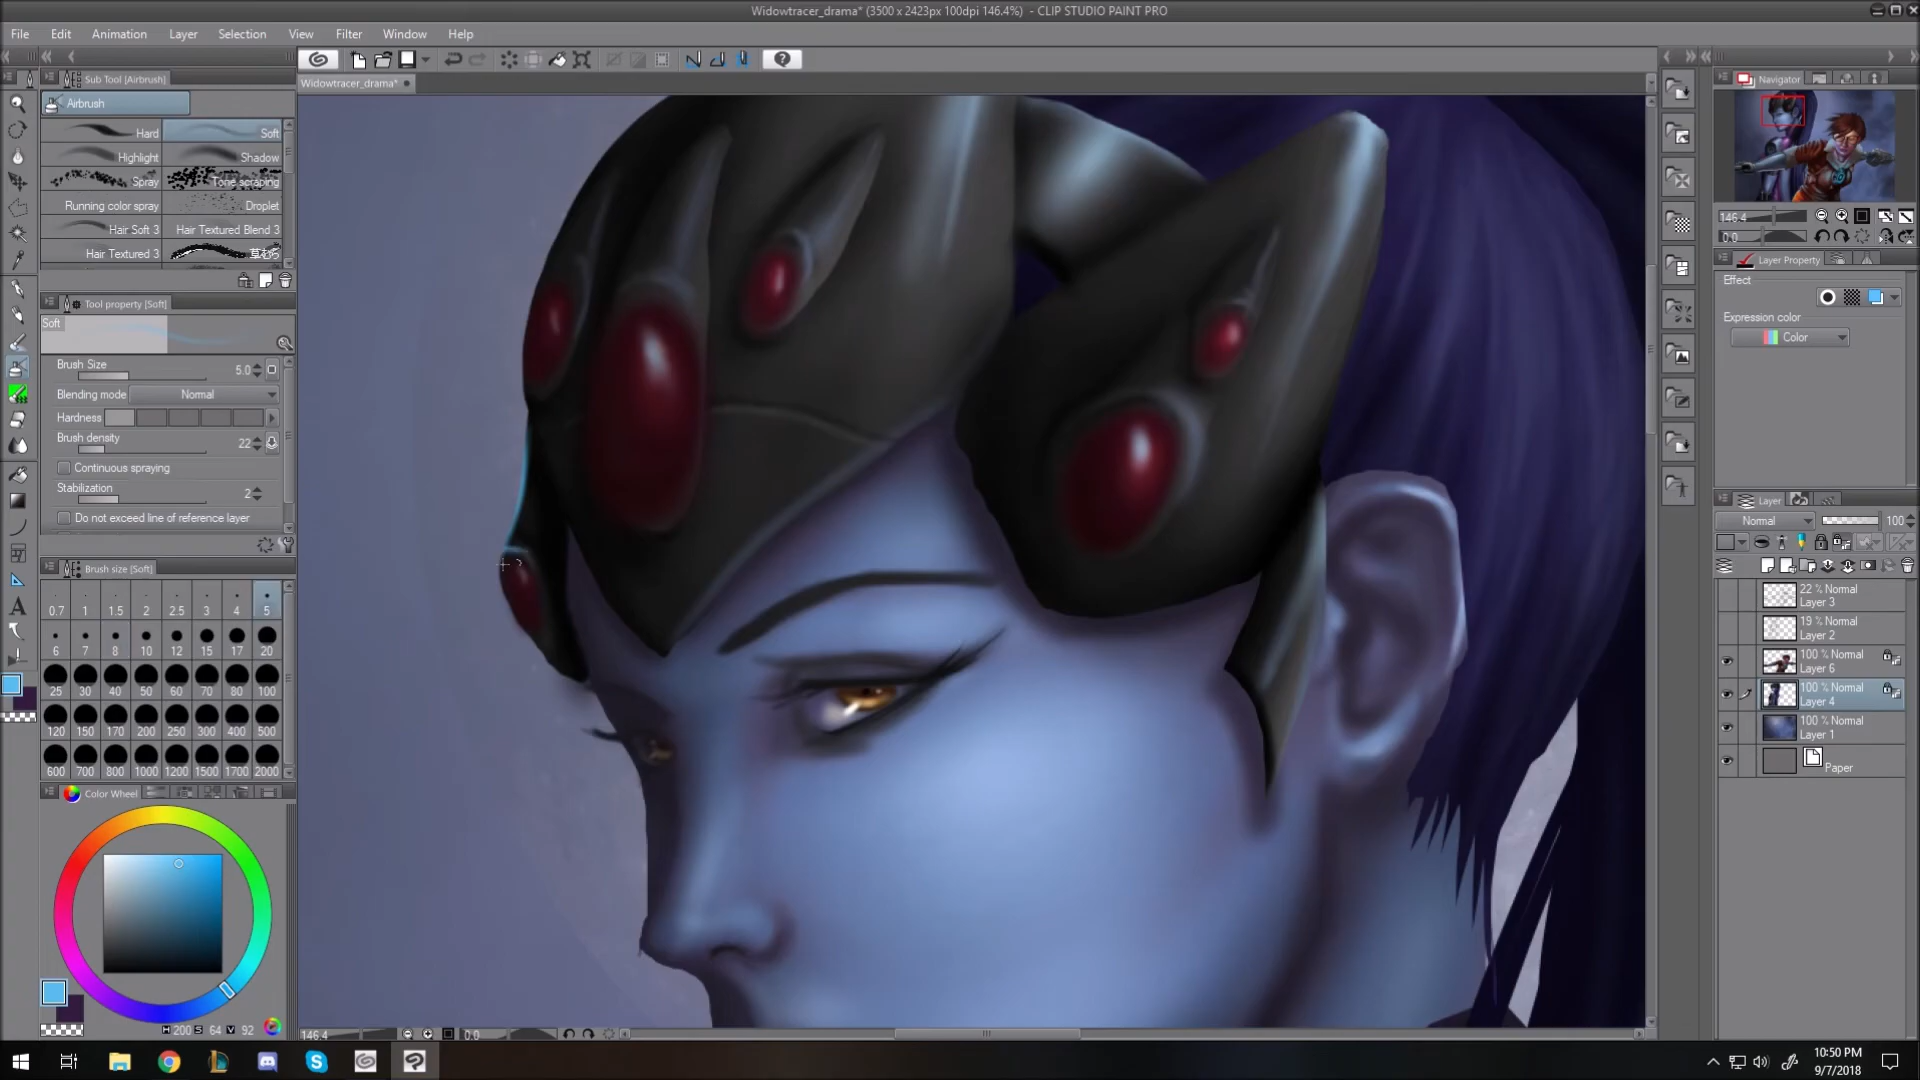 Widowtracer_drama* (3500 x 2423px 100dpi 146.4%) - CLIP STUDIO PAINT PRO
File Edit Animation Layer Selection View Filter Window Help
Widowtracer_drama*
Sub Tool [Airbrush]
Airbrush
Hard Soft
Highlight Shadow
Spray Tone scraping
Running color spray Droplet
Hair Soft 3 Hair Textured Blend 3
Hair Textured 3 草むら
Tool property [Soft]
Soft
Brush Size 5.0
Blending mode Normal
Hardness
Brush density 22
Continuous spraying
Stabilization 2
Do not exceed line of reference layer
Brush size [Soft]
0.7 1 1.5 2 2.5 3 4 5
6 7 8 10 12 15 17 20
25 30 40 50 60 70 80 100
120 150 170 200 250 300 400 500
600 700 800 1000 1200 1500 1700 2000
Color Wheel
H 200 S 64 V 92
146.4 0.0
Navigator
146.4
0.0
Layer Property
Effect
Expression color
Color
Layer
Normal 100
22 % Normal
Layer 3
19 % Normal
Layer 2
100 % Normal
Layer 6
100 % Normal
Layer 4
100 % Normal
Layer 1
Paper
10:50 PM
9/7/2018